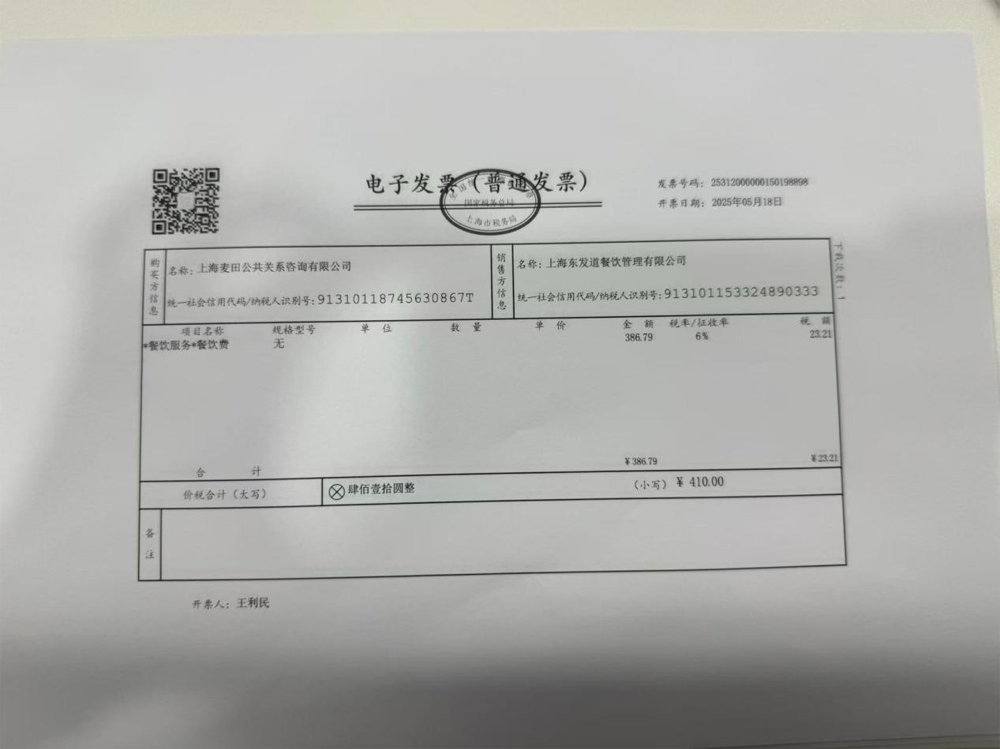 电子发票（普通发票）
国家税务总局
上海市税务局
发票号码：25312000000150198898
开票日期：2025年05月18日
下载次数：1
购买方信息
名称：上海麦田公共关系咨询有限公司
统一社会信用代码/纳税人识别号：91310118745630867T
销售方信息
名称：上海东发道餐饮管理有限公司
统一社会信用代码/纳税人识别号：913101153324890333
项目名称 规格型号 单位 数量 单价 金额 税率/征收率 税额
*餐饮服务*餐饮费 无 386.79 6% 23.21
合计 ¥386.79 ¥23.21
价税合计（大写） 肆佰壹拾圆整 （小写） ¥ 410.00
备注
开票人：王利民